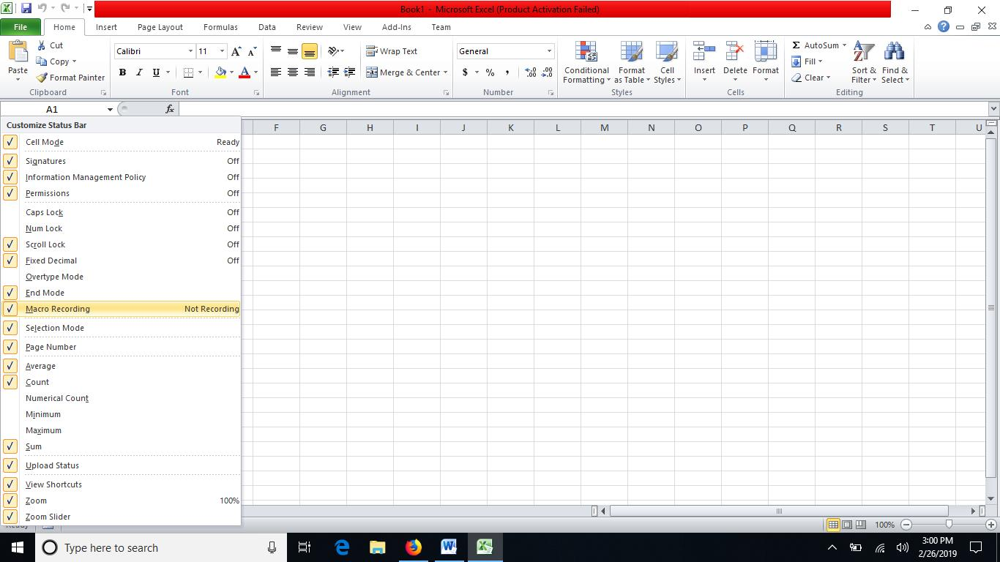 Book1 - Microsoft Excel (Product Activation Failed)
File Home Insert Page Layout Formulas Data Review View Add-Ins Team
Paste
Cut
Copy
Format Painter
Clipboard
Calibri 11
B I U
Font
Wrap Text
Merge & Center
Alignment
General
$ % ,
Number
Conditional Formatting
Format as Table
Cell Styles
Styles
Insert Delete Format
Cells
AutoSum
Fill
Clear
Sort & Filter
Find & Select
Editing
A1 fx
Customize Status Bar
Cell Mode Ready
Signatures Off
Information Management Policy Off
Permissions Off
Caps Lock Off
Num Lock Off
Scroll Lock Off
Fixed Decimal Off
Overtype Mode
End Mode
Macro Recording Not Recording
Selection Mode
Page Number
Average
Count
Numerical Count
Minimum
Maximum
Sum
Upload Status
View Shortcuts
Zoom 100%
Zoom Slider
F G H I J K L M N O P Q R S T U
Ready
100%
Type here to search
3:00 PM
2/26/2019